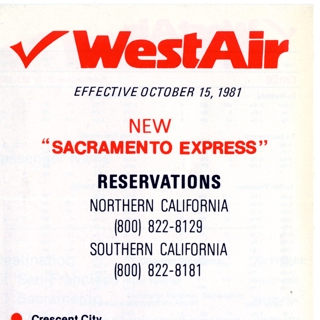 WestAir
EFFECTIVE OCTOBER 15, 1981
NEW
"SACRAMENTO EXPRESS"
RESERVATIONS
NORTHERN CALIFORNIA
(800) 822-8129
SOUTHERN CALIFORNIA
(800) 822-8181
Crescent City